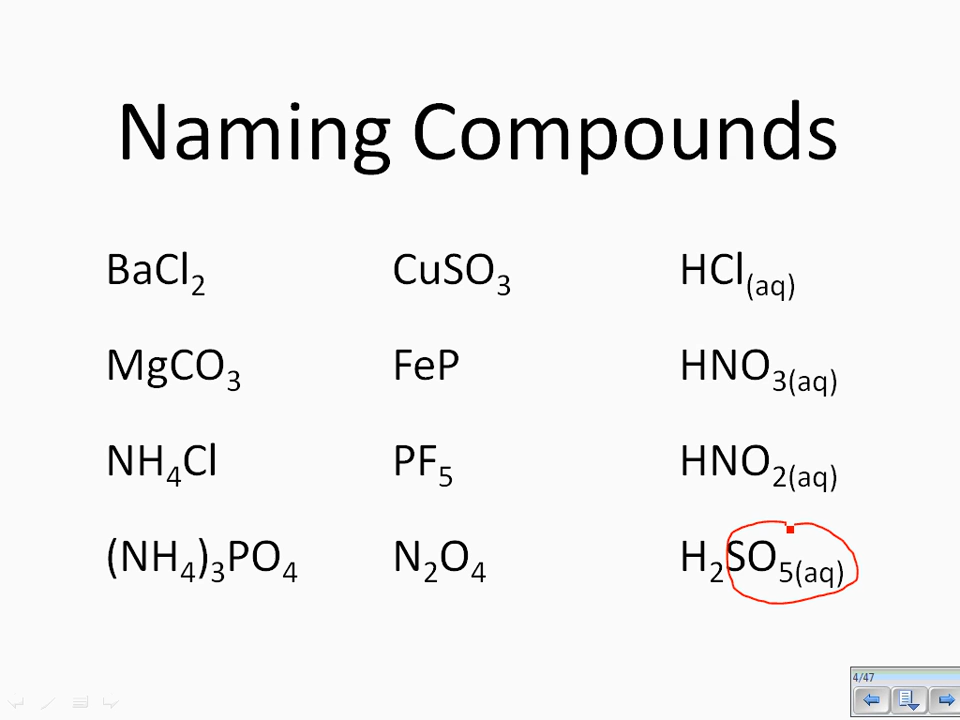 Naming Compounds
BaCl₂ CuSO₃ HCl₍aq₎
MgCO₃ FeP HNO₃₍aq₎
NH₄Cl PF₅ HNO₂₍aq₎
(NH₄)₃PO₄ N₂O₄ H₂SO₅₍aq₎
4/47